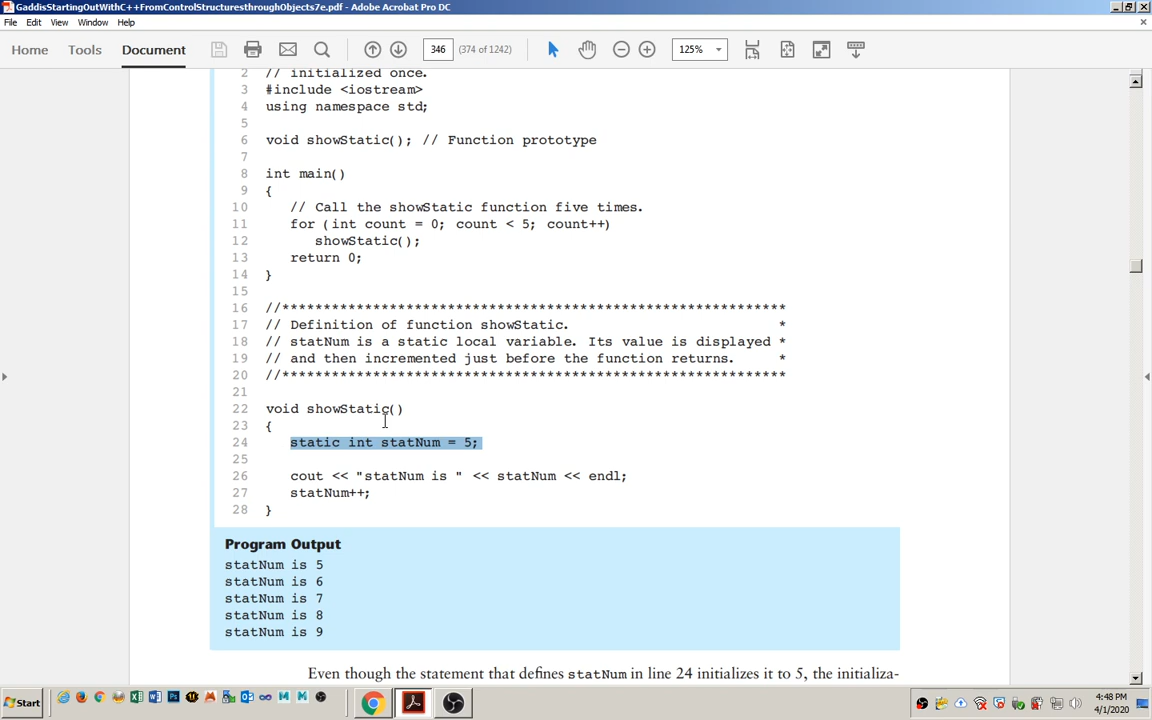 GaddisStartingOutWithC++FromControlStructuresthroughObjects7e.pdf - Adobe Acrobat Pro DC
File Edit View Window Help
Home Tools Document 346 (374 of 1242) 125%
2 // initialized once.
3 #include <iostream>
4 using namespace std;
5
6 void showStatic(); // Function prototype
7
8 int main()
9 {
10 // Call the showStatic function five times.
11 for (int count = 0; count < 5; count++)
12 showStatic();
13 return 0;
14 }
15
16 //*************************************************************
17 // Definition of function showStatic. *
18 // statNum is a static local variable. Its value is displayed *
19 // and then incremented just before the function returns. *
20 //*************************************************************
21
22 void showStatic()
23 {
24 static int statNum = 5;
25
26 cout << "statNum is " << statNum << endl;
27 statNum++;
28 }
Program Output
statNum is 5
statNum is 6
statNum is 7
statNum is 8
statNum is 9
Even though the statement that defines statNum in line 24 initializes it to 5, the initializa-
Start
4:48 PM
4/1/2020